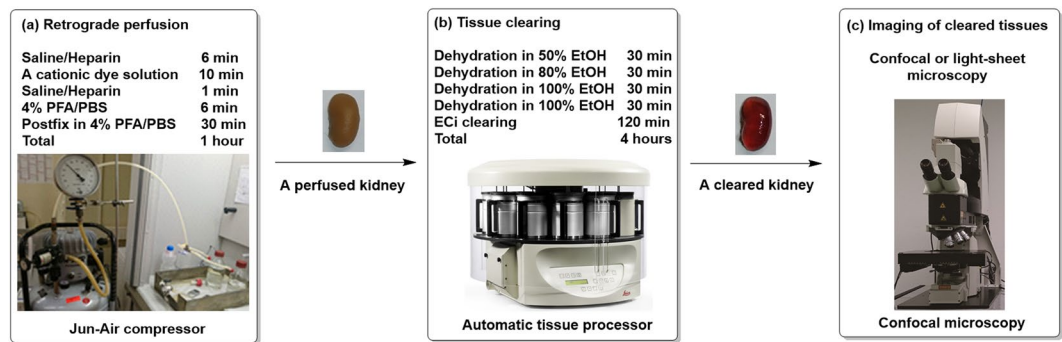 (a) Retrograde perfusion
Saline/Heparin 6 min
A cationic dye solution 10 min
Saline/Heparin 1 min
4% PFA/PBS 6 min
Postfix in 4% PFA/PBS 30 min
Total 1 hour
Jun-Air compressor
A perfused kidney
(b) Tissue clearing
Dehydration in 50% EtOH 30 min
Dehydration in 80% EtOH 30 min
Dehydration in 100% EtOH 30 min
Dehydration in 100% EtOH 30 min
ECi clearing 120 min
Total 4 hours
Automatic tissue processor
A cleared kidney
(c) Imaging of cleared tissues
Confocal or light-sheet
microscopy
Confocal microscopy